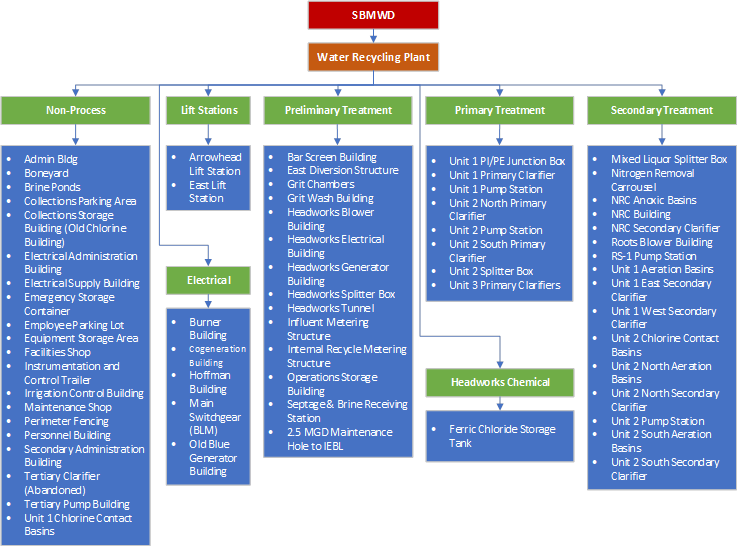 SBMWD
Water Recycling Plant
Non-Process
• Admin Bldg
• Boneyard
• Brine Ponds
• Collections Parking Area
• Collections Storage
Building (Old Chlorine
Building)
• Electrical Administration
Building
• Electrical Supply Building
• Emergency Storage
Container
• Employee Parking Lot
• Equipment Storage Area
• Facilities Shop
• Instrumentation and
Control Trailer
• Irrigation Control Building
• Maintenance Shop
• Perimeter Fencing
• Personnel Building
• Secondary Administration
Building
• Tertiary Clarifier
(Abandoned)
• Tertiary Pump Building
• Unit 1 Chlorine Contact
Basins
Lift Stations
• Arrowhead
Lift Station
• East Lift
Station
Electrical
• Burner
Building
• Cogeneration
Building
• Hoffman
Building
• Main
Switchgear
(BLM)
• Old Blue
Generator
Building
Preliminary Treatment
• Bar Screen Building
• East Diversion Structure
• Grit Chambers
• Grit Wash Building
• Headworks Blower
Building
• Headworks Electrical
Building
• Headworks Generator
Building
• Headworks Splitter Box
• Headworks Tunnel
• Influent Metering
Structure
• Internal Recycle Metering
Structure
• Operations Storage
Building
• Septage & Brine Receiving
Station
• 2.5 MGD Maintenance
Hole to IEBL
Primary Treatment
• Unit 1 PI/PE Junction Box
• Unit 1 Primary Clarifier
• Unit 1 Pump Station
• Unit 2 North Primary
Clarifier
• Unit 2 Pump Station
• Unit 2 South Primary
Clarifier
• Unit 2 Splitter Box
• Unit 3 Primary Clarifiers
Headworks Chemical
• Ferric Chloride Storage
Tank
Secondary Treatment
• Mixed Liquor Splitter Box
• Nitrogen Removal
Carrousel
• NRC Anoxic Basins
• NRC Building
• NRC Secondary Clarifier
• Roots Blower Building
• RS-1 Pump Station
• Unit 1 Aeration Basins
• Unit 1 East Secondary
Clarifier
• Unit 1 West Secondary
Clarifier
• Unit 2 Chlorine Contact
Basins
• Unit 2 North Aeration
Basins
• Unit 2 North Secondary
Clarifier
• Unit 2 Pump Station
• Unit 2 South Aeration
Basins
• Unit 2 South Secondary
Clarifier